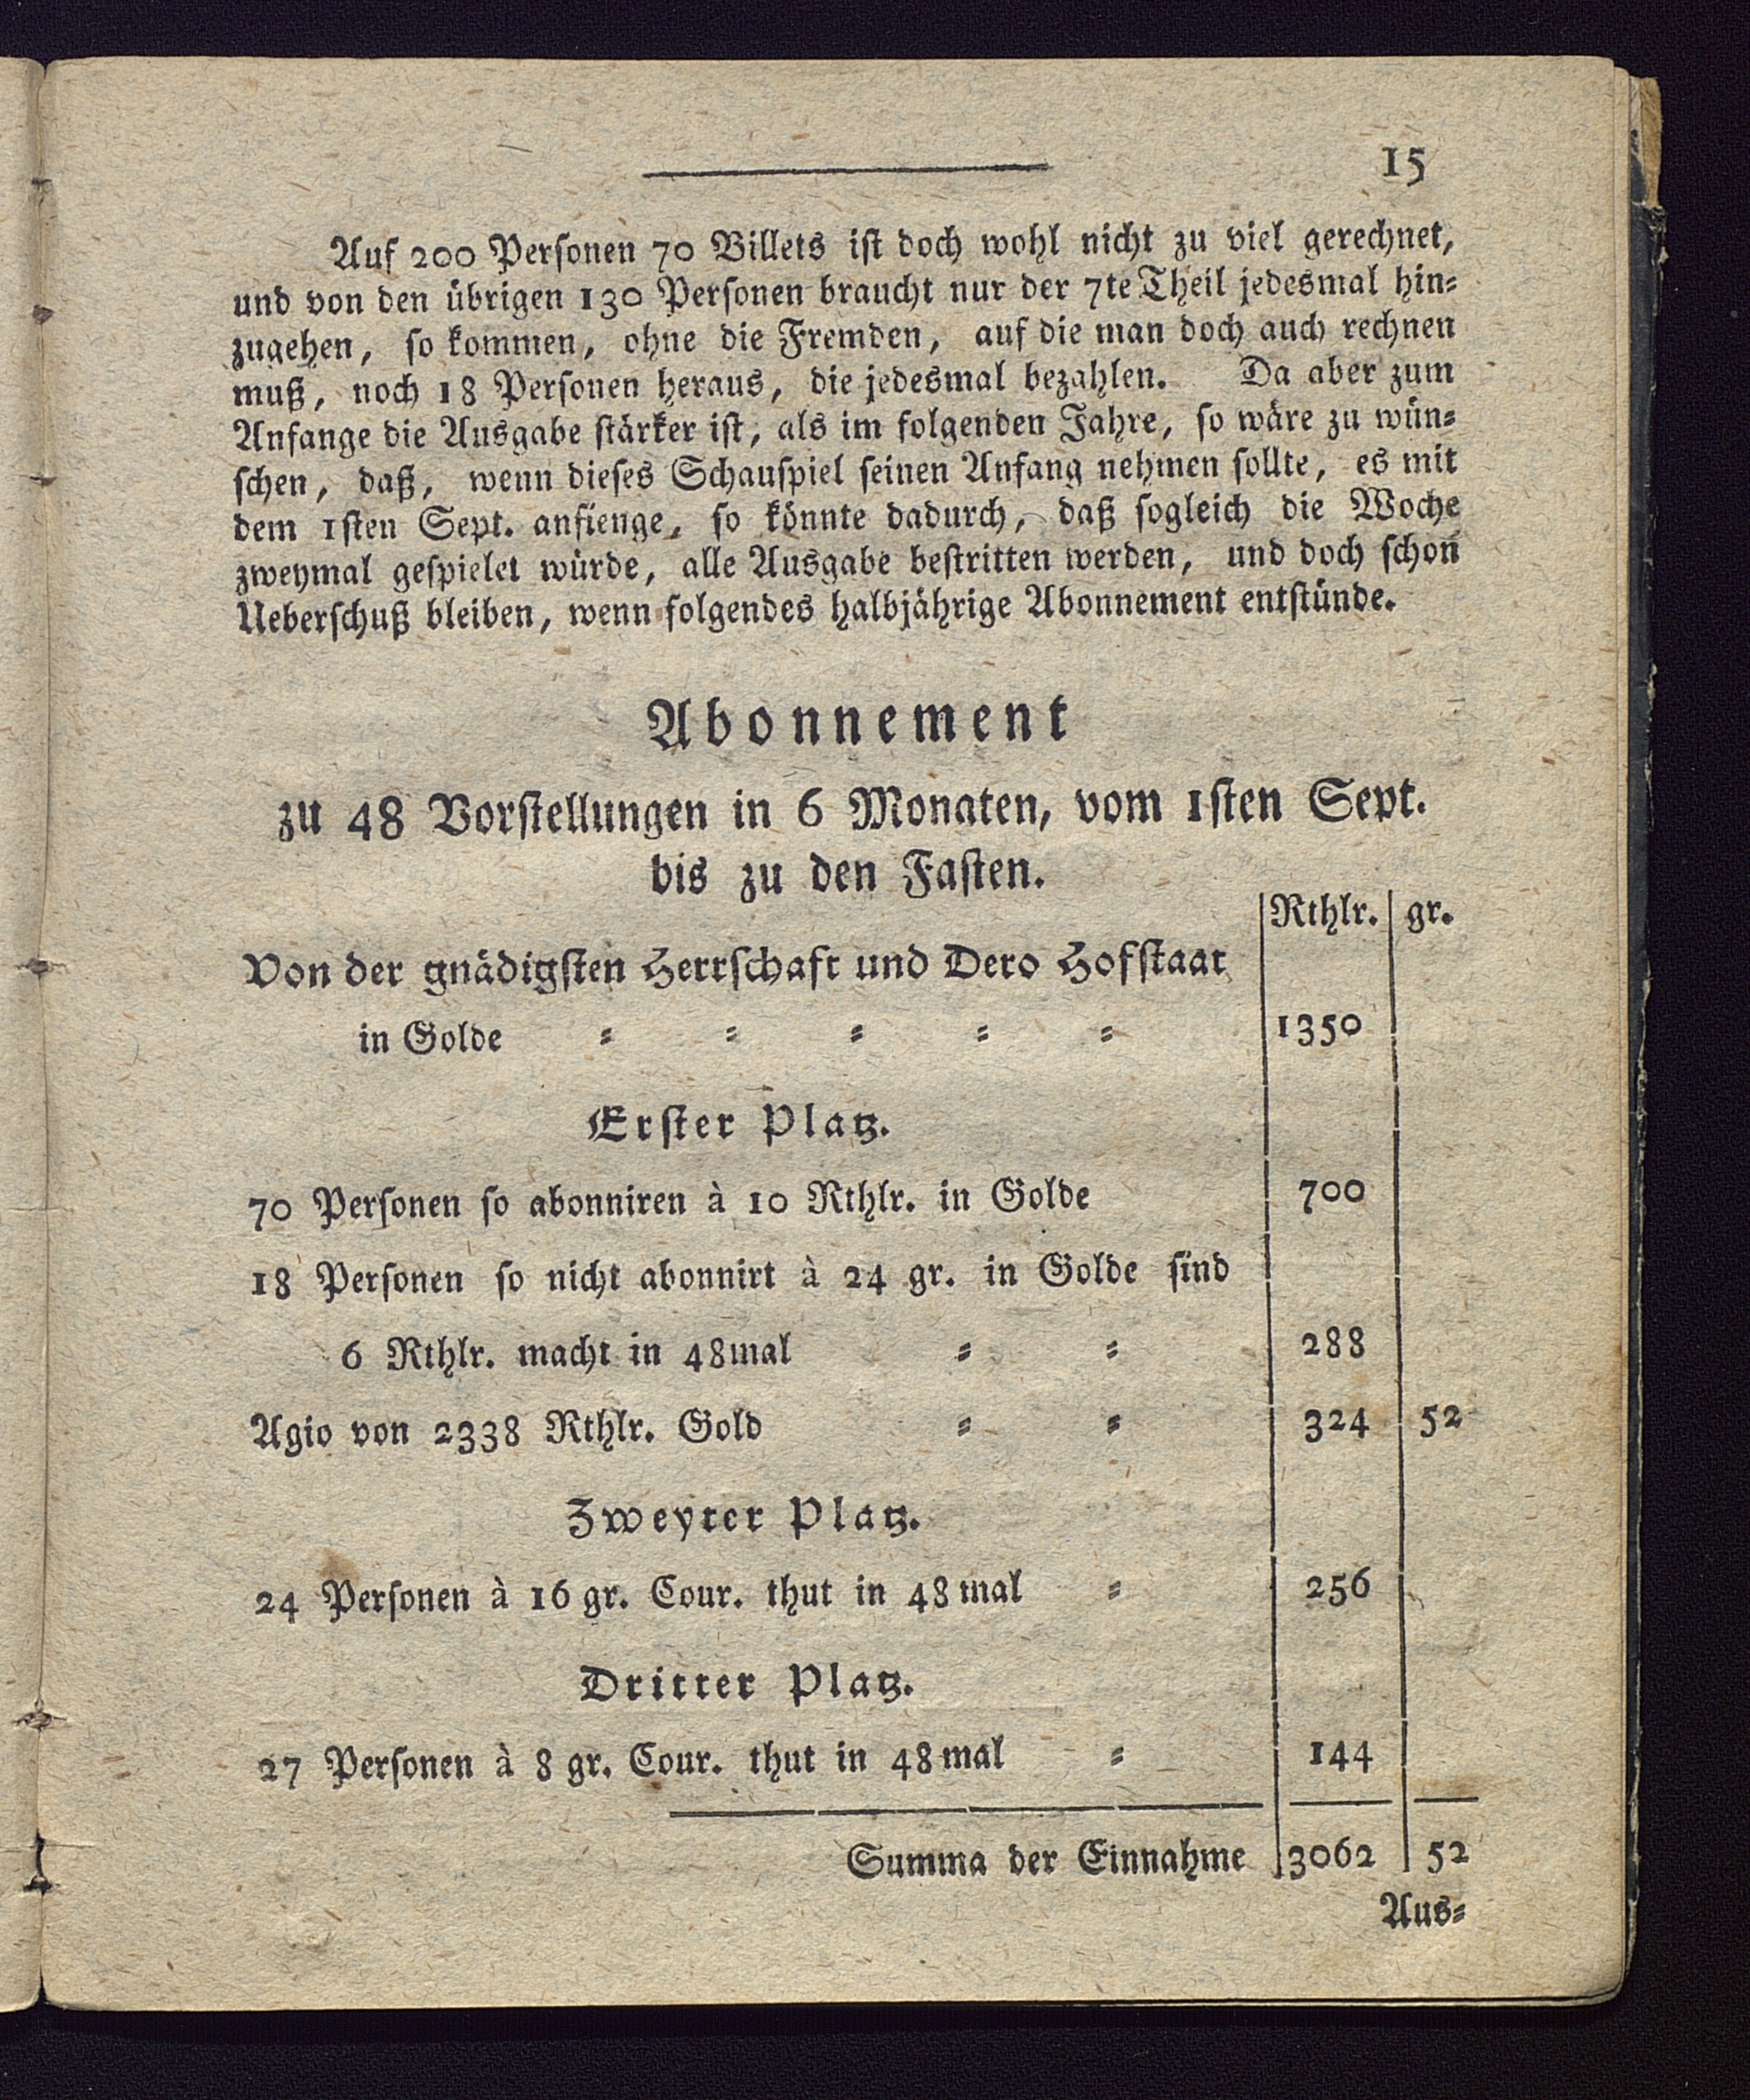 15
Auf 200 Personen 70 Billets ist doch wohl nicht zu viel gerechnet,
und von den übrigen 130 Personen braucht nur der 7te Theil jedesmal hin⸗
zugehen, so kommen, ohne die Fremden, auf die man doch auch rechnen
muß, noch 18 Personen heraus, die jedesmal bezahlen. Da aber zum
Anfange die Ausgabe stärker ist, als im folgenden Jahre, so wäre zu wün⸗
schen, daß, wenn dieses Schauspiel seinen Anfang nehmen sollte, es mit
dem 1sten Sept. anfienge, so könnte dadurch, daß sogleich die Woche
zweymal gespielet würde, alle Ausgabe bestritten werden, und doch schon
Ueberschuß bleiben, wenn folgendes halbjährige Abonnement entstünde.
Abonnement
zu 48 Vorstellungen in 6 Monaten, vom 1sten Sept.
bis zu den Fasten.
Rthlr. gr.
Von der gnädigsten Herrschaft und Dero Hofstaat
in Golde ⸗ ⸗ ⸗ ⸗ ⸗ 1350
Erster Platz.
70 Personen so abonniren à 10 Rthlr. in Golde 700
18 Personen so nicht abonnirt à 24 gr. in Golde sind
6 Rthlr. macht in 48mal ⸗ ⸗ 288
Agio von 2338 Rthlr. Gold ⸗ ⸗ 324 52
Zweyter Platz.
24 Personen à 16 gr. Cour. thut in 48 mal ⸗ 256
Dritter Platz.
27 Personen à 8 gr. Cour. thut in 48 mal ⸗ 144
Summa der Einnahme 3062 52
Aus⸗